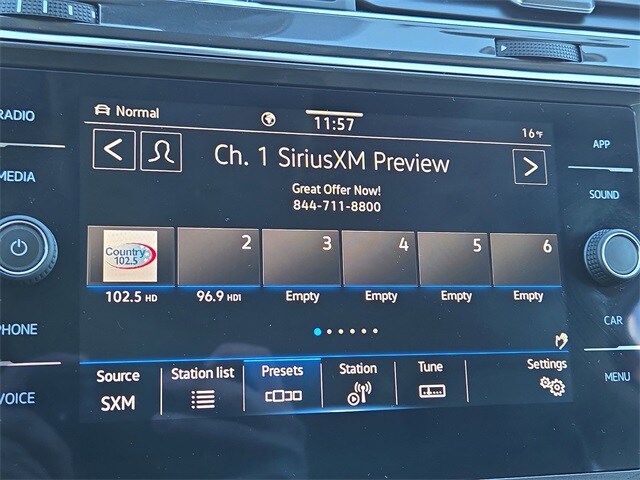 RADIO
MEDIA
PHONE
VOICE
Normal
11:57
16°F
Ch. 1 SiriusXM Preview
Great Offer Now!
844-711-8800
Country
102.5
2
3
4
5
6
102.5 HD
96.9 HD1
Empty
Empty
Empty
Empty
Source
SXM
Station list
Presets
Station
Tune
Settings
APP
SOUND
CAR
MENU